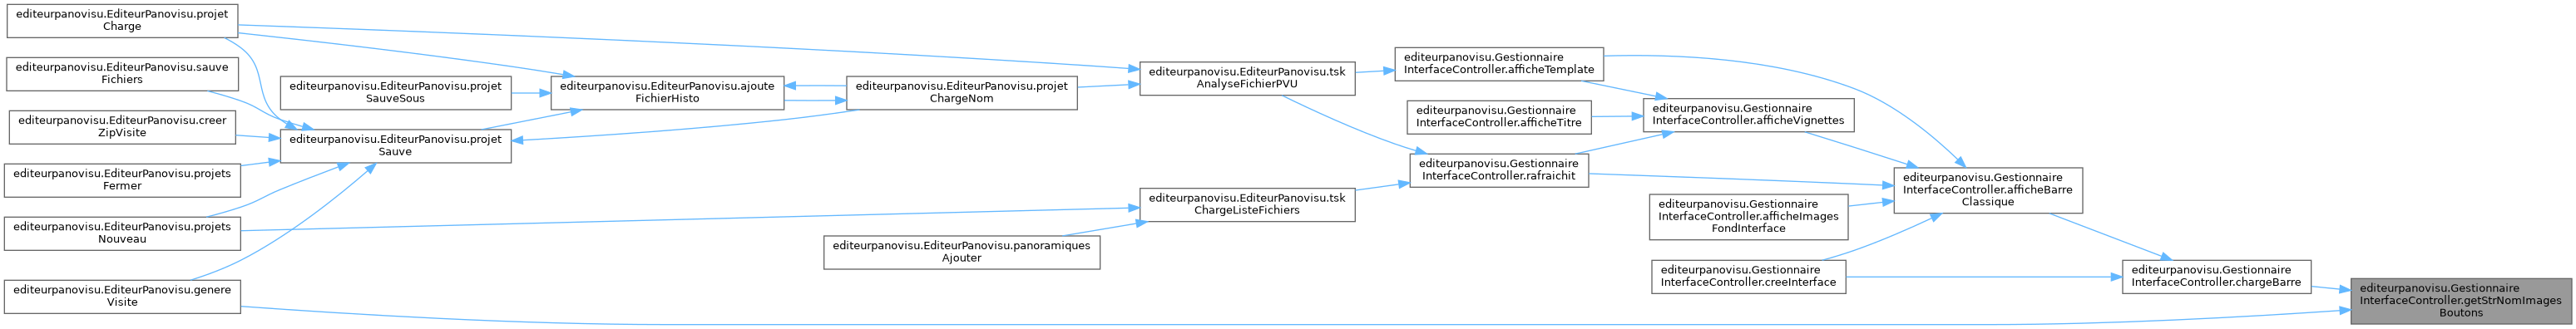 editeurpanovisu.EditeurPanovisu.projet
Charge
editeurpanovisu.EditeurPanovisu.sauve
Fichiers
editeurpanovisu.EditeurPanovisu.creer
ZipVisite
editeurpanovisu.EditeurPanovisu.projets
Fermer
editeurpanovisu.EditeurPanovisu.projets
Nouveau
editeurpanovisu.EditeurPanovisu.genere
Visite
editeurpanovisu.EditeurPanovisu.projet
SauveSous
editeurpanovisu.EditeurPanovisu.projet
Sauve
editeurpanovisu.EditeurPanovisu.ajoute
FichierHisto
editeurpanovisu.EditeurPanovisu.projet
ChargeNom
editeurpanovisu.EditeurPanovisu.panoramiques
Ajouter
editeurpanovisu.EditeurPanovisu.tsk
AnalyseFichierPVU
editeurpanovisu.EditeurPanovisu.tsk
ChargeListeFichiers
editeurpanovisu.Gestionnaire
InterfaceController.afficheTemplate
editeurpanovisu.Gestionnaire
InterfaceController.afficheTitre
editeurpanovisu.Gestionnaire
InterfaceController.rafraichit
editeurpanovisu.Gestionnaire
InterfaceController.afficheVignettes
editeurpanovisu.Gestionnaire
InterfaceController.afficheImages
FondInterface
editeurpanovisu.Gestionnaire
InterfaceController.creeInterface
editeurpanovisu.Gestionnaire
InterfaceController.afficheBarre
Classique
editeurpanovisu.Gestionnaire
InterfaceController.chargeBarre
editeurpanovisu.Gestionnaire
InterfaceController.getStrNomImages
Boutons